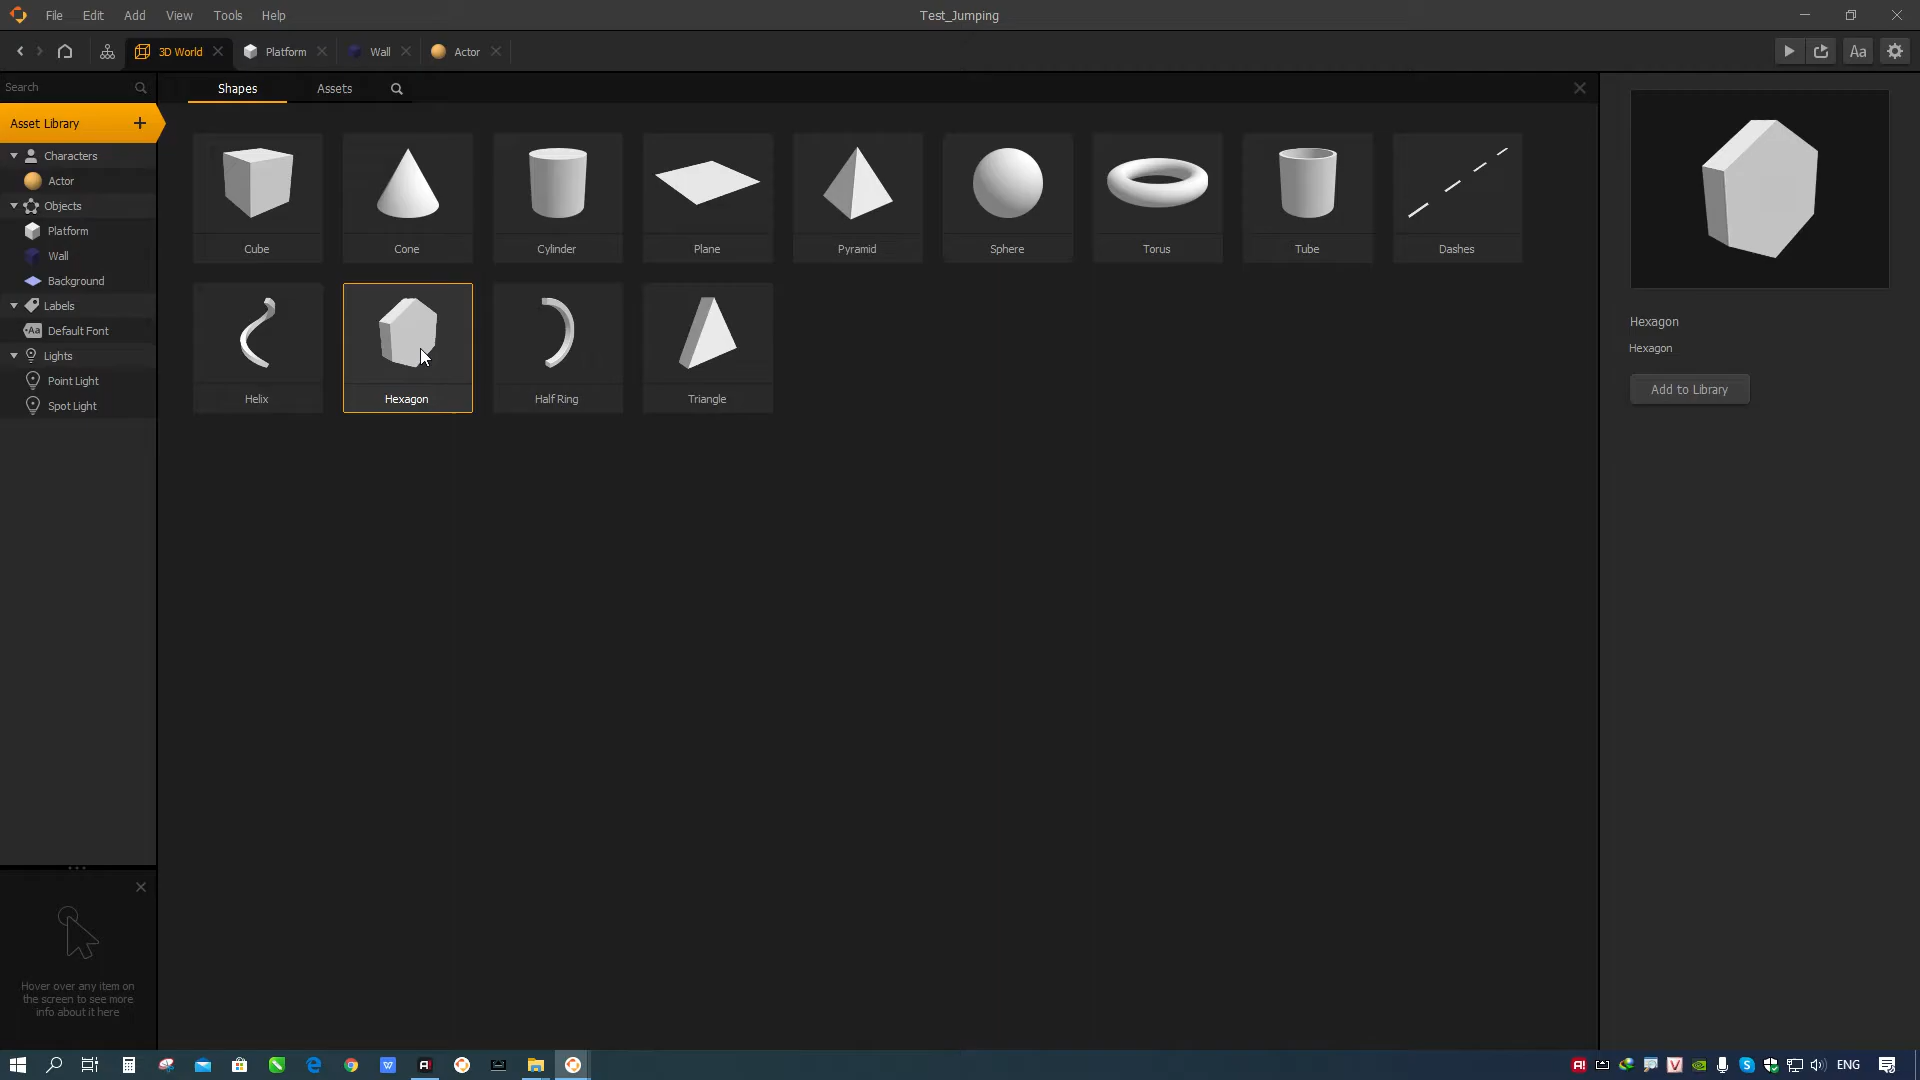 File Edit Add View Tools Help Test_Jumping
3D World Platform Wall Actor Aa
Search
Shapes Assets
Asset Library
Characters
Actor
Objects
Platform
Wall
Background
Labels
Aa Default Font
Lights
Point Light
Spot Light
Cube Cone Cylinder Plane Pyramid Sphere Torus Tube Dashes
Helix Hexagon Half Ring Triangle
Hexagon
Hexagon
Add to Library
Hover over any item on
the screen to see more
info about it here
ENG